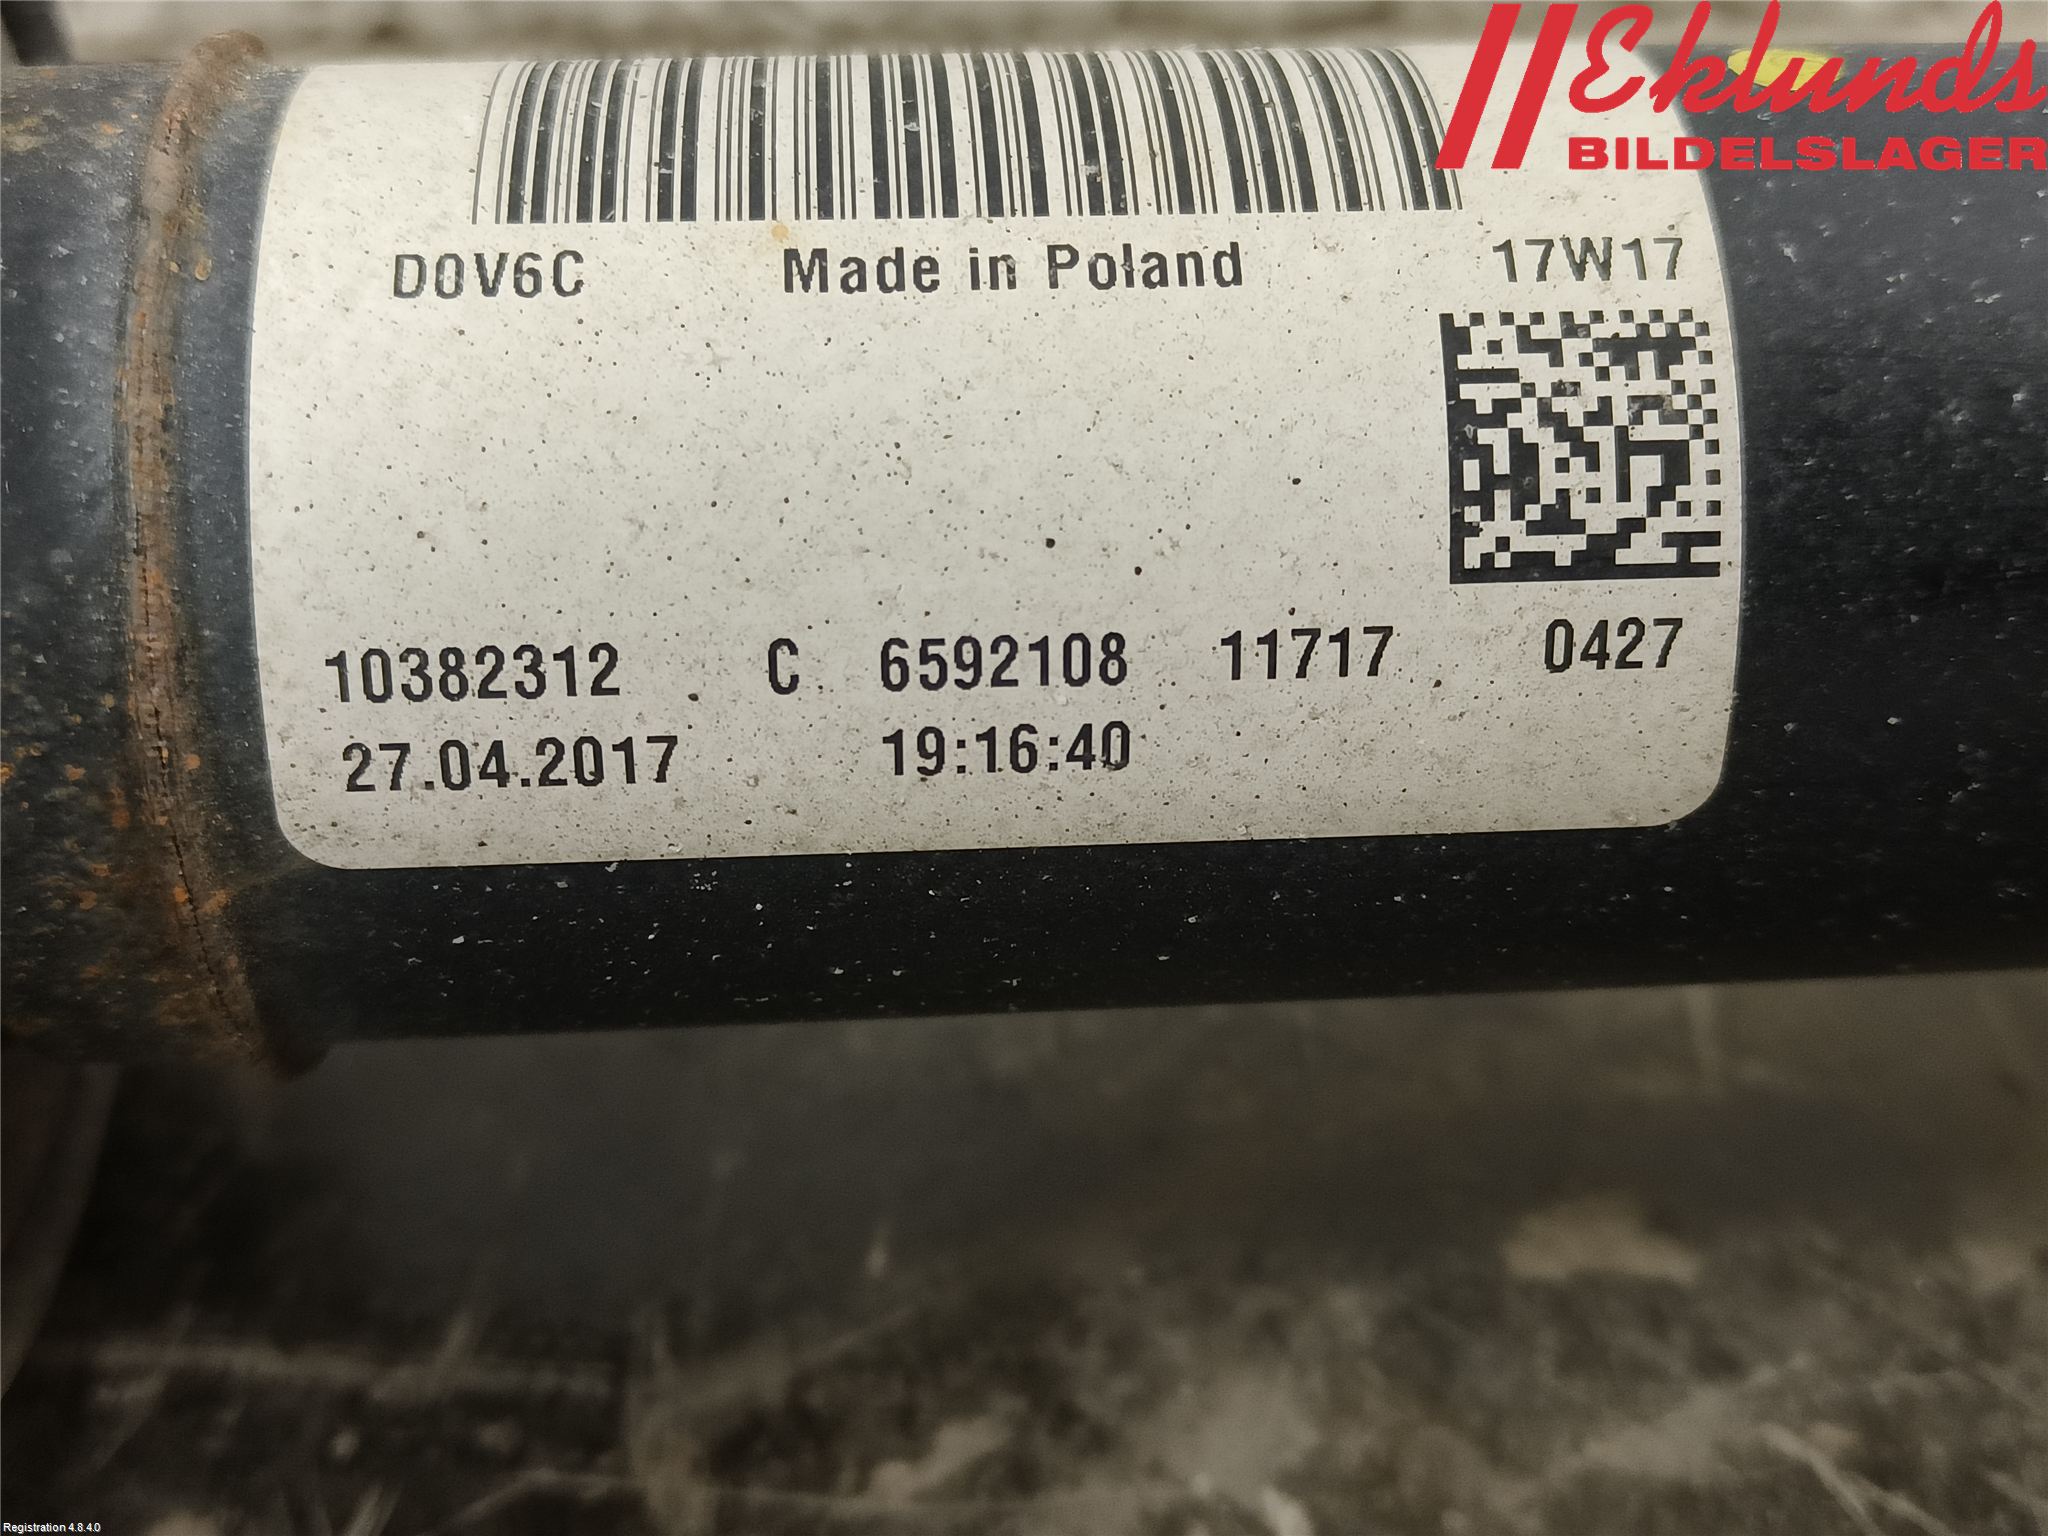 Eklunds
BILDELSLAGER
D0V6C Made in Poland 17W17
10382312 C 6592108 11717 0427
27.04.2017 19:16:40
Registration 4.8.4.0